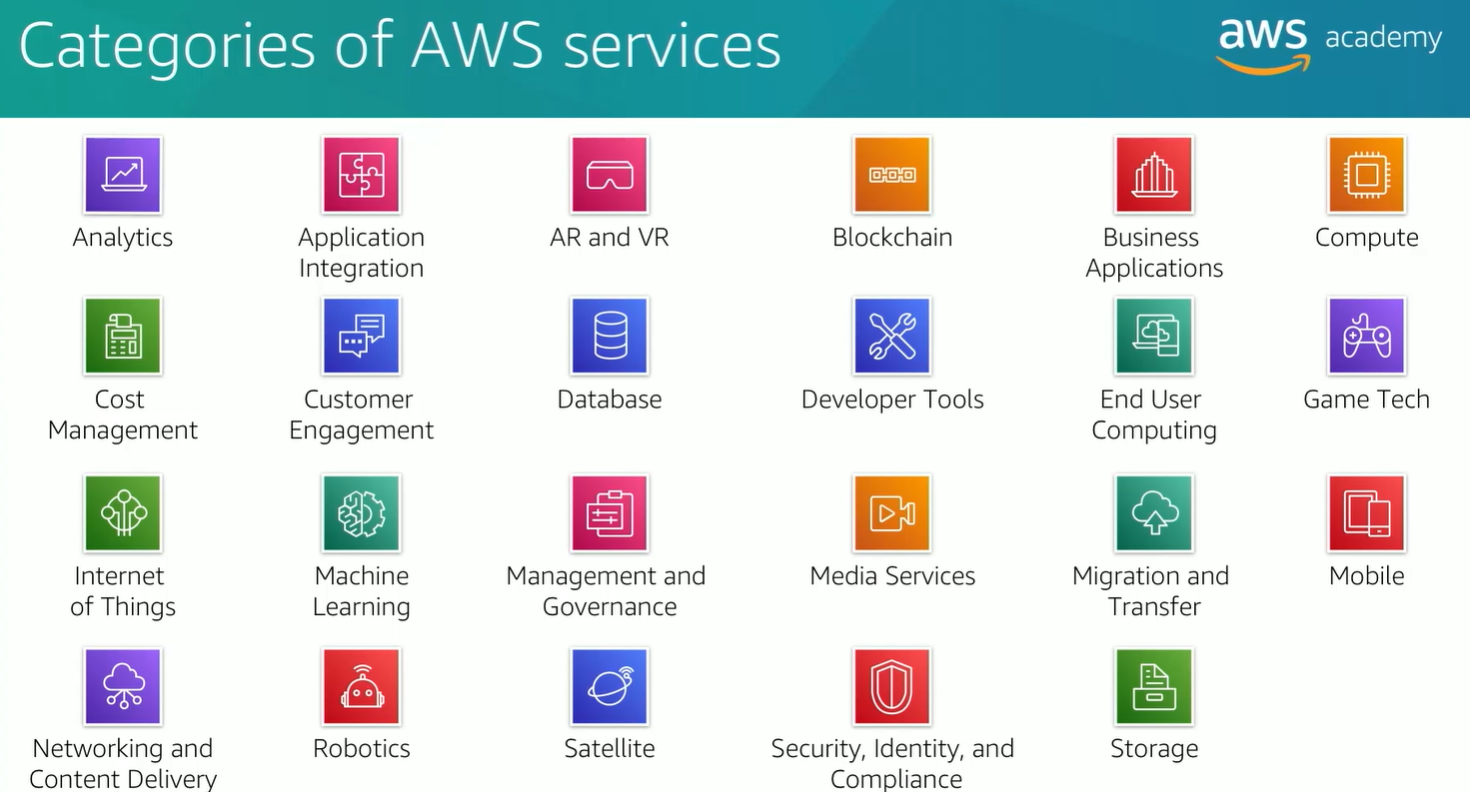 Categories of AWS services
aws academy
Analytics
Application
Integration
AR and VR
Blockchain
Business
Applications
Compute
Cost
Management
Customer
Engagement
Database
Developer Tools
End User
Computing
Game Tech
Internet
of Things
Machine
Learning
Management and
Governance
Media Services
Migration and
Transfer
Mobile
Networking and
Content Delivery
Robotics
Satellite
Security, Identity, and
Compliance
Storage